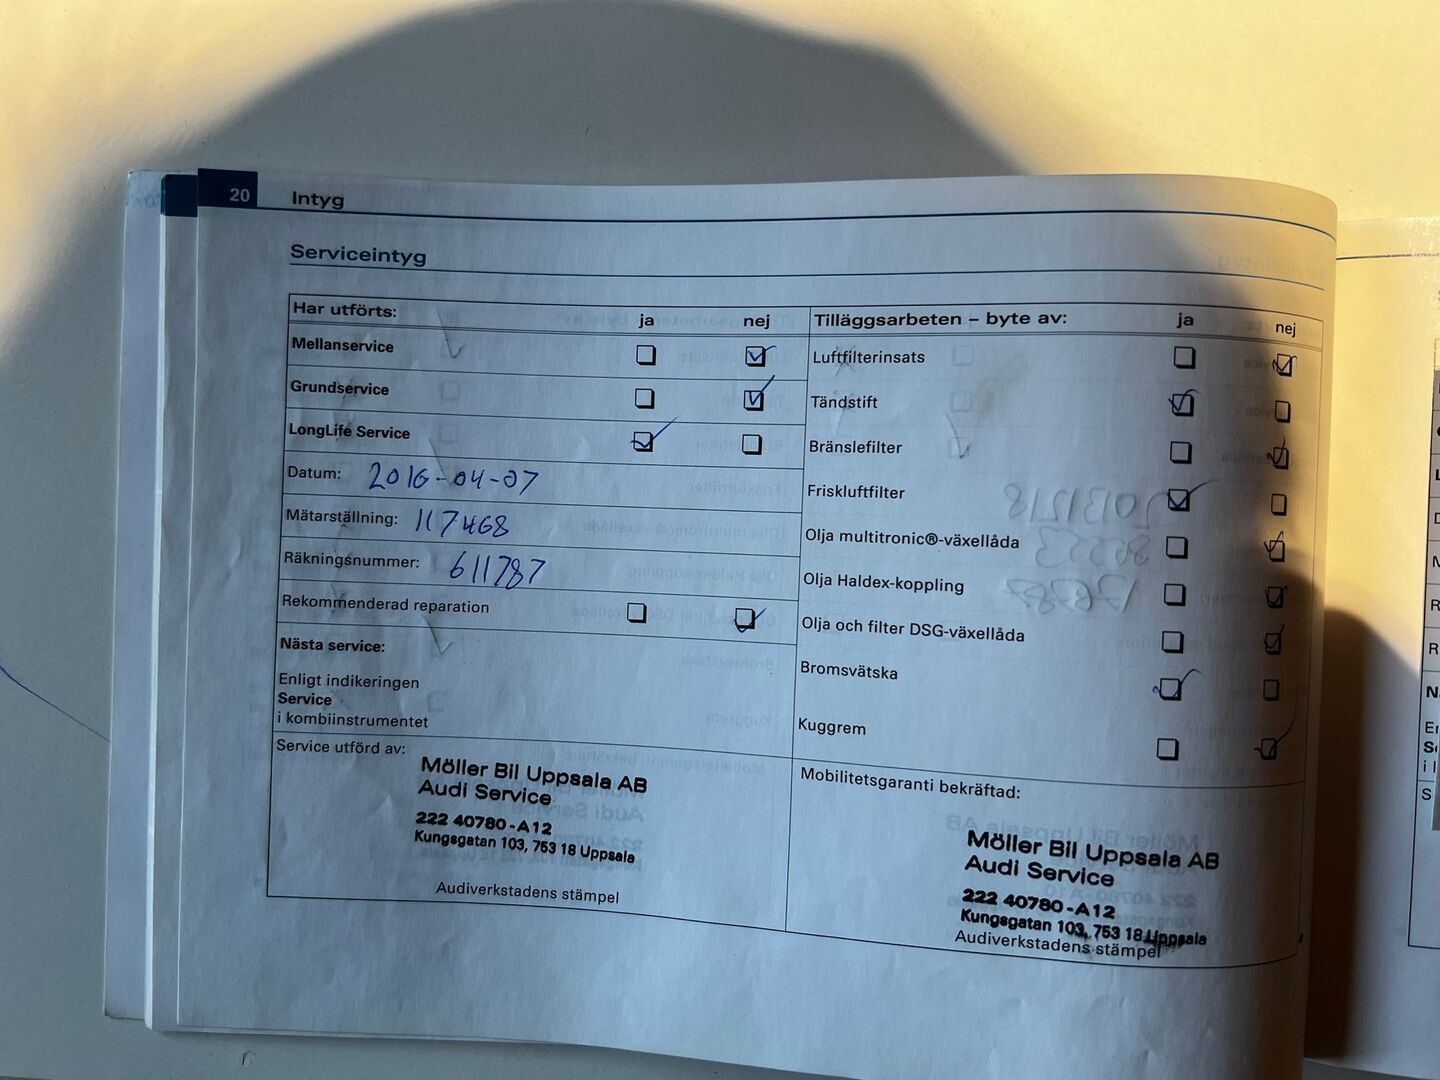 20 Intyg
Serviceintyg
Har utförts: ja nej
Mellanservice
Grundservice
LongLife Service
Datum: 2016-04-07
Mätarställning: 117468
Räkningsnummer: 611787
Rekommenderad reparation
Nästa service:
Enligt indikeringen
Service
i kombiinstrumentet
Service utförd av:
Möller Bil Uppsala AB
Audi Service
222 40780-A12
Kungsgatan 103, 753 18 Uppsala
Audiverkstadens stämpel
Tilläggsarbeten – byte av: ja nej
Luftfilterinsats
Tändstift
Bränslefilter
Friskluftfilter
Olja multitronic®-växellåda
Olja Haldex-koppling
Olja och filter DSG-växellåda
Bromsvätska
Kuggrem
Mobilitetsgaranti bekräftad:
Möller Bil Uppsala AB
Audi Service
222 40780-A12
Kungsgatan 103, 753 18 Uppsala
Audiverkstadens stämpel